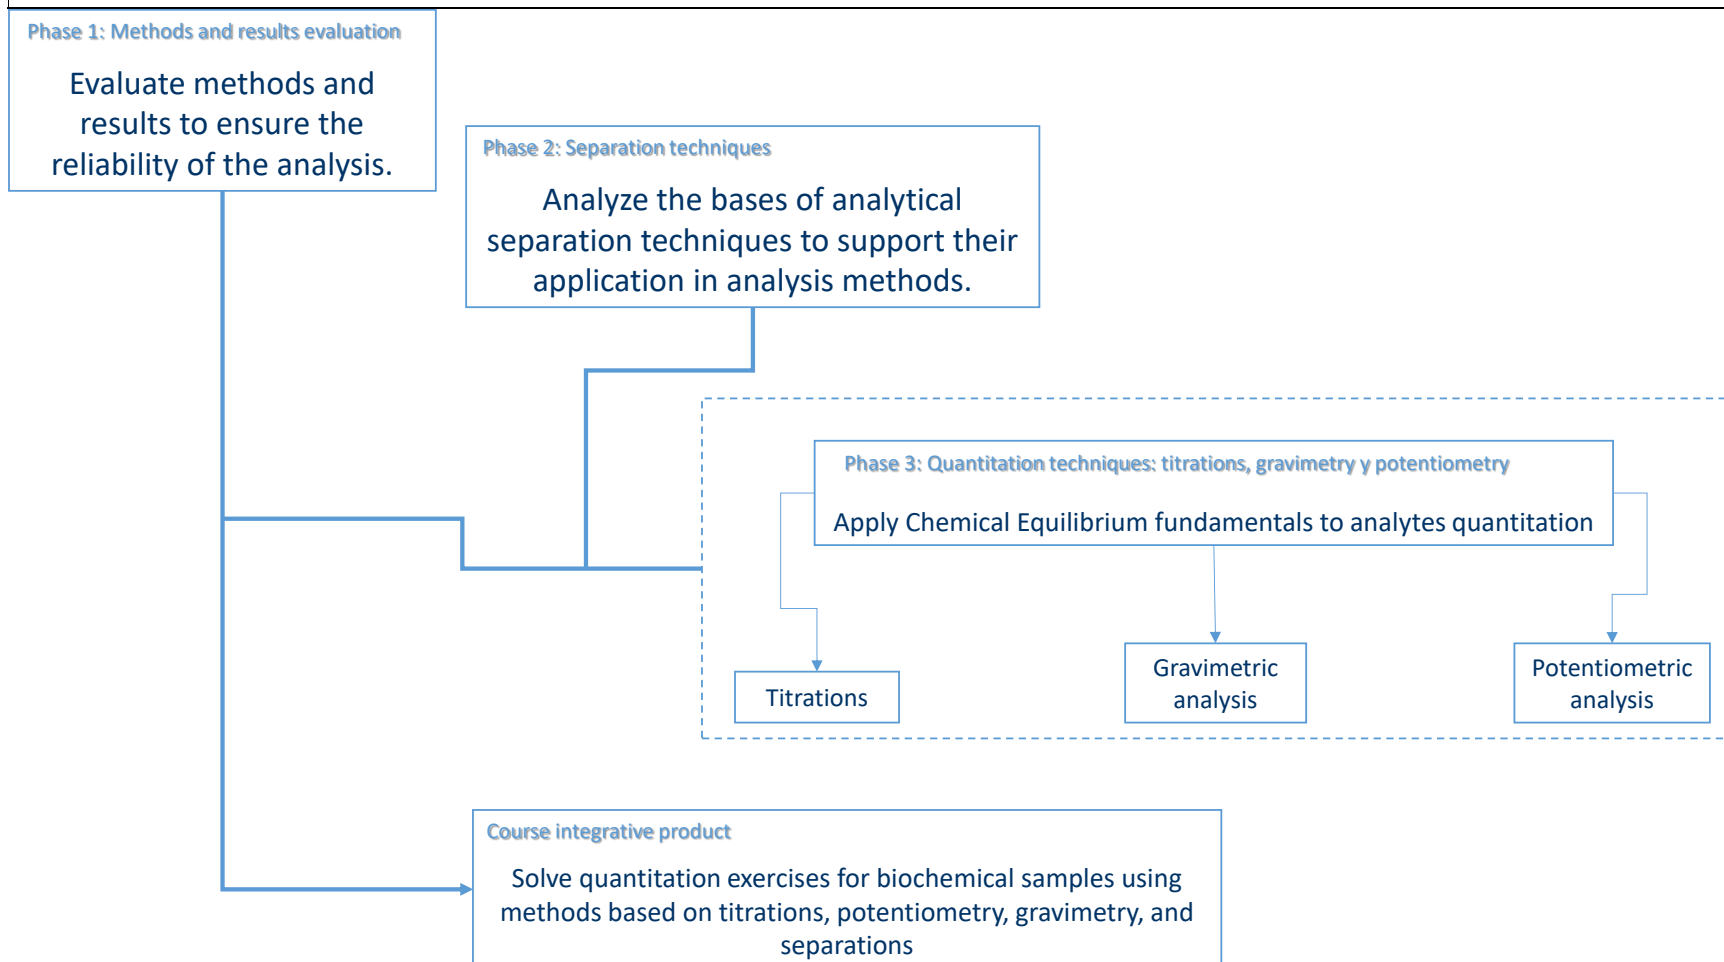 Phase 1: Methods and results evaluation
Evaluate methods and
results to ensure the
reliability of the analysis.
Phase 2: Separation techniques
Analyze the bases of analytical
separation techniques to support their
application in analysis methods.
Phase 3: Quantitation techniques: titrations, gravimetry y potentiometry
Apply Chemical Equilibrium fundamentals to analytes quantitation
Titrations
Gravimetric
analysis
Potentiometric
analysis
Course integrative product
Solve quantitation exercises for biochemical samples using
methods based on titrations, potentiometry, gravimetry, and
separations